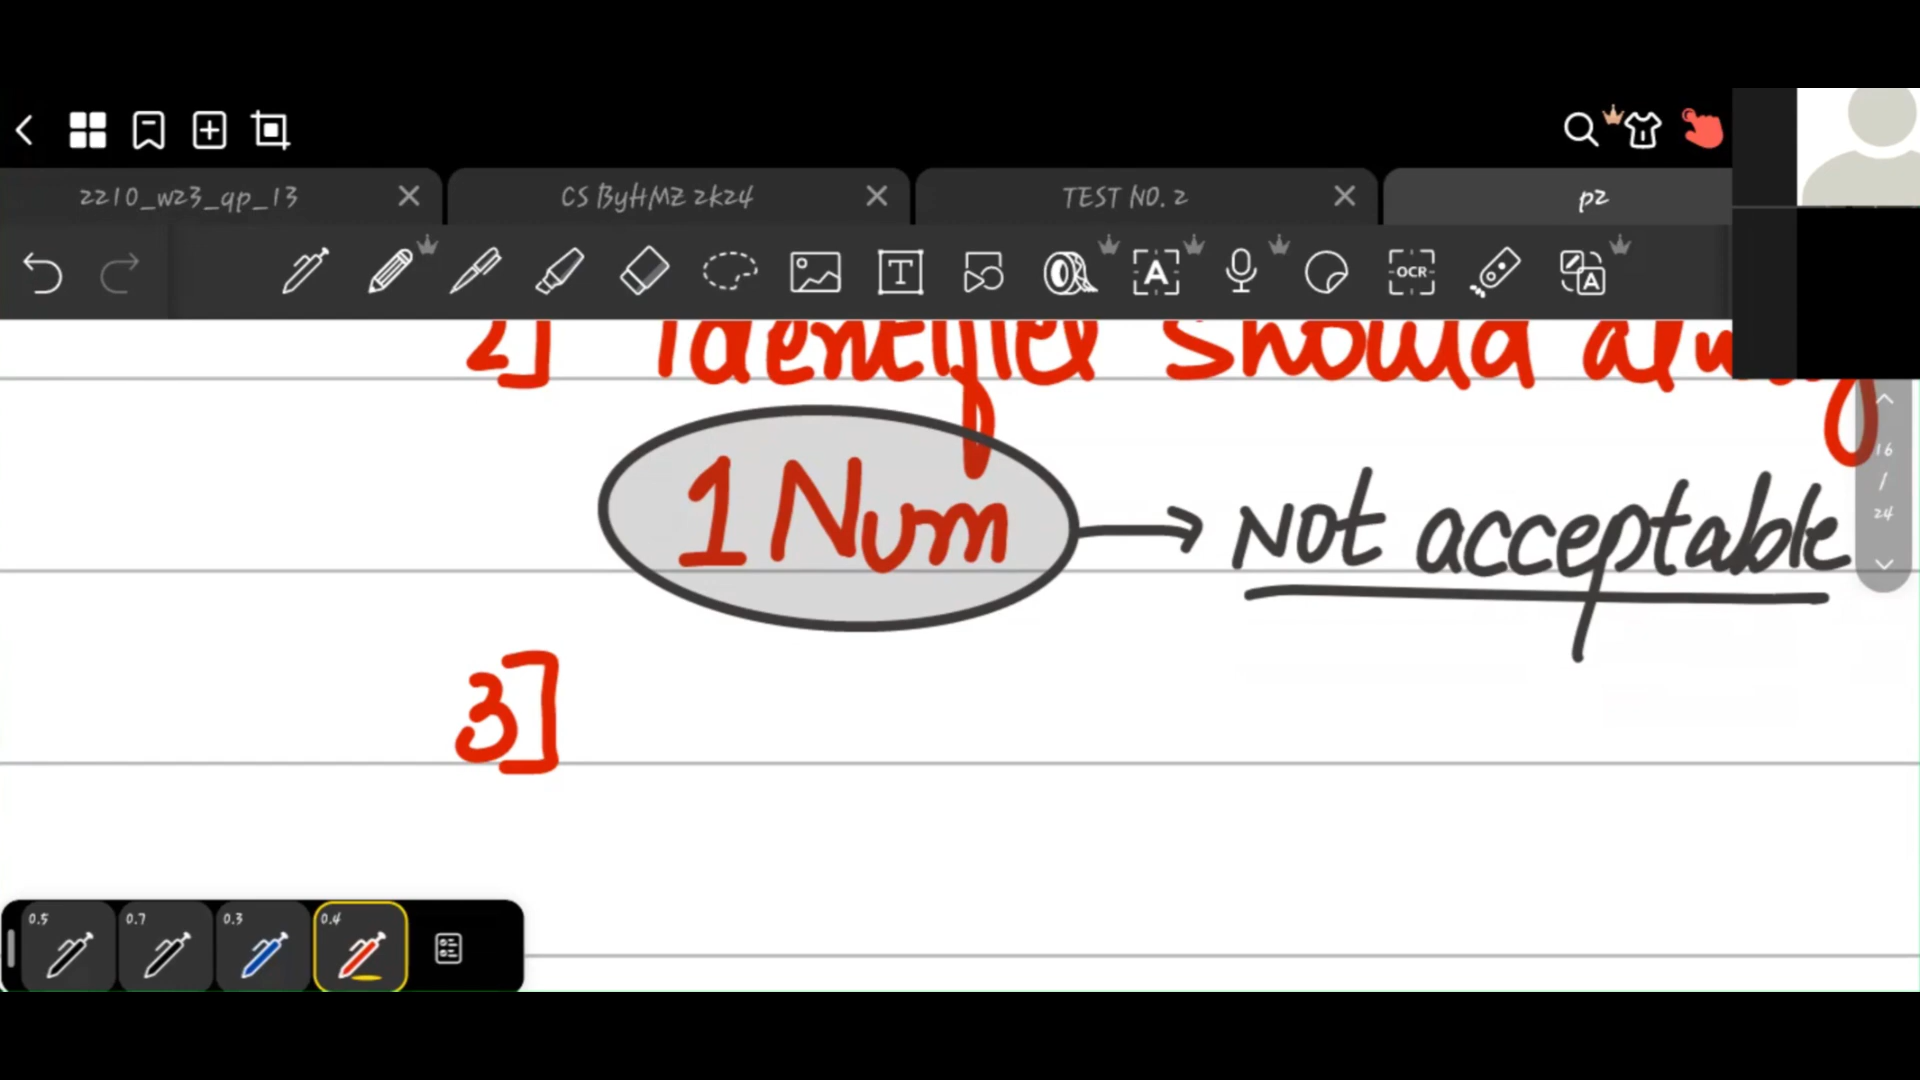 2210_w23_qp_13
CS ByHMZ 2k24
TEST NO. 2
p2
T
A
OCR
A
2] Identifier should
1 Num → Not acceptable
16
/
24
3]
0.5
0.7
0.3
0.4